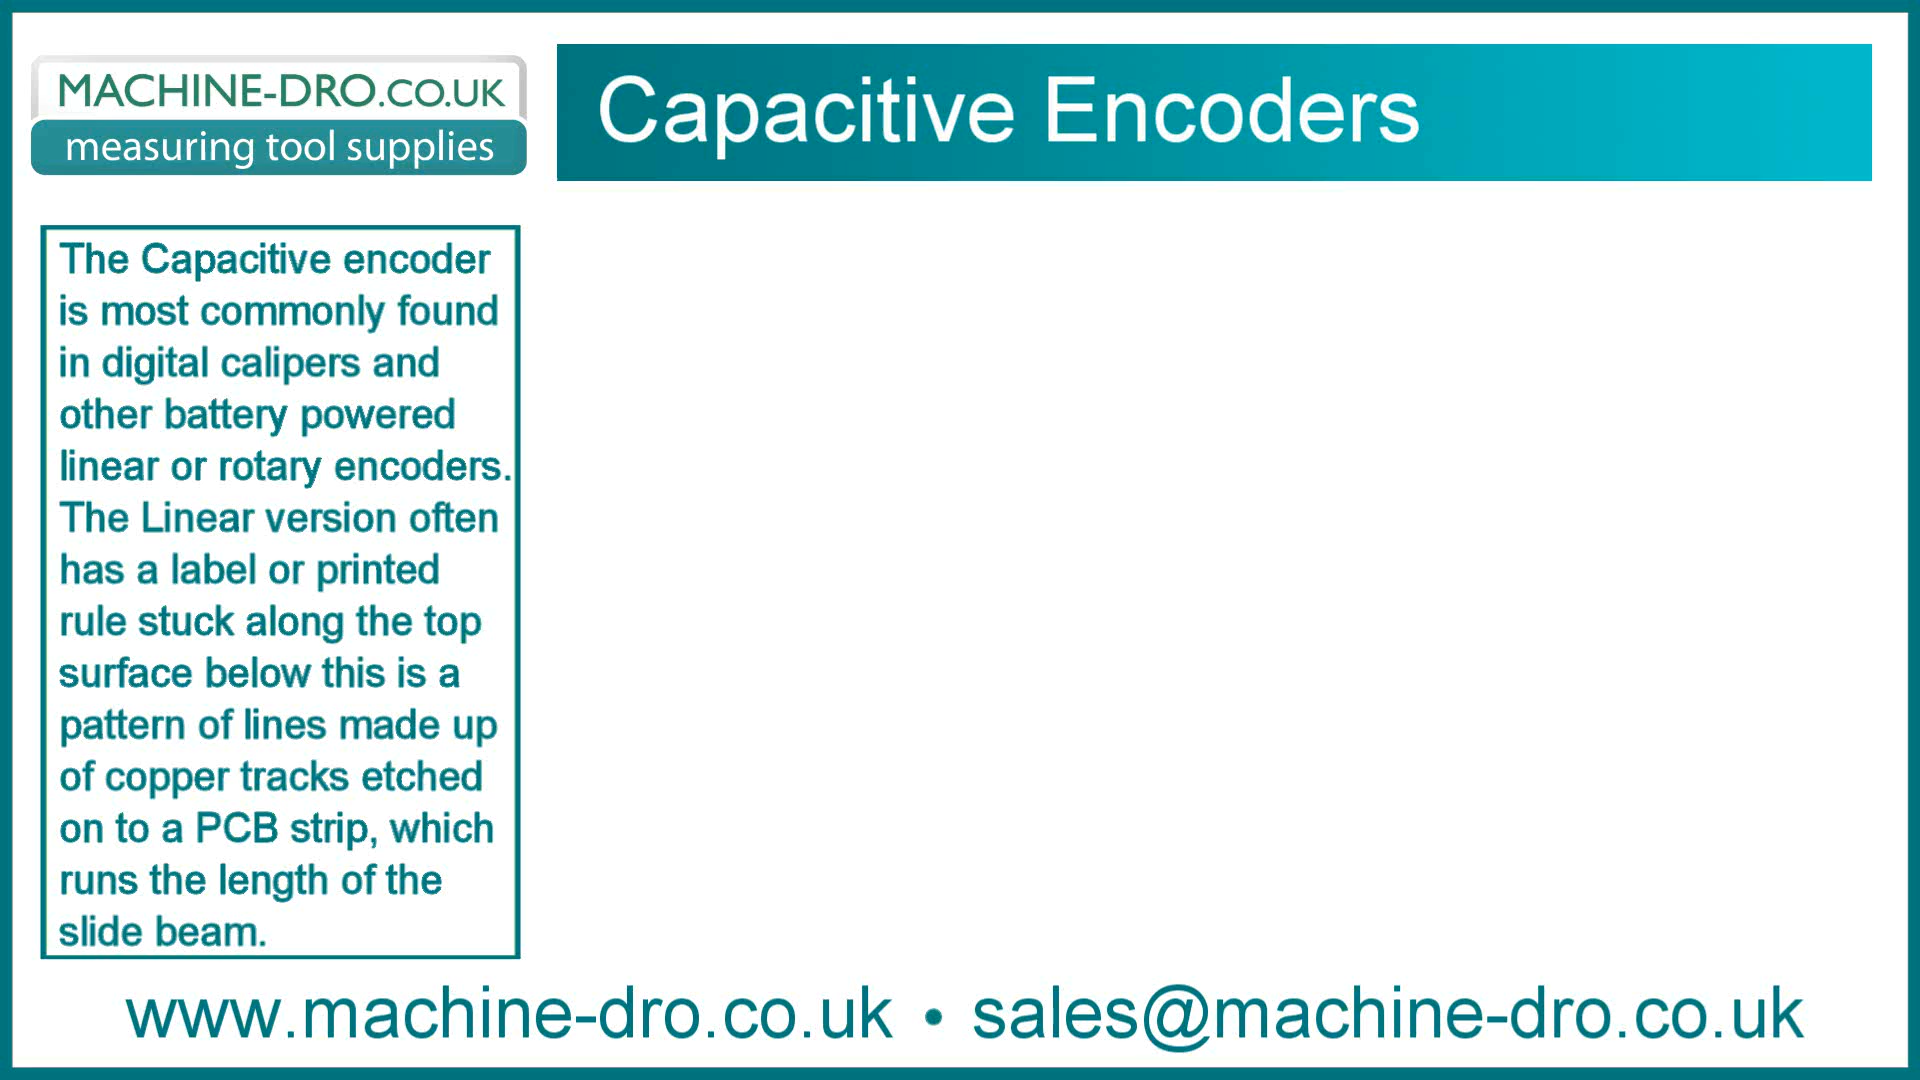 MACHINE-DRO.CO.UK
measuring tool supplies
Capacitive Encoders
The Capacitive encoder
is most commonly found
in digital calipers and
other battery powered
linear or rotary encoders.
The Linear version often
has a label or printed
rule stuck along the top
surface below this is a
pattern of lines made up
of copper tracks etched
on to a PCB strip, which
runs the length of the
slide beam.
www.machine-dro.co.uk • sales@machine-dro.co.uk